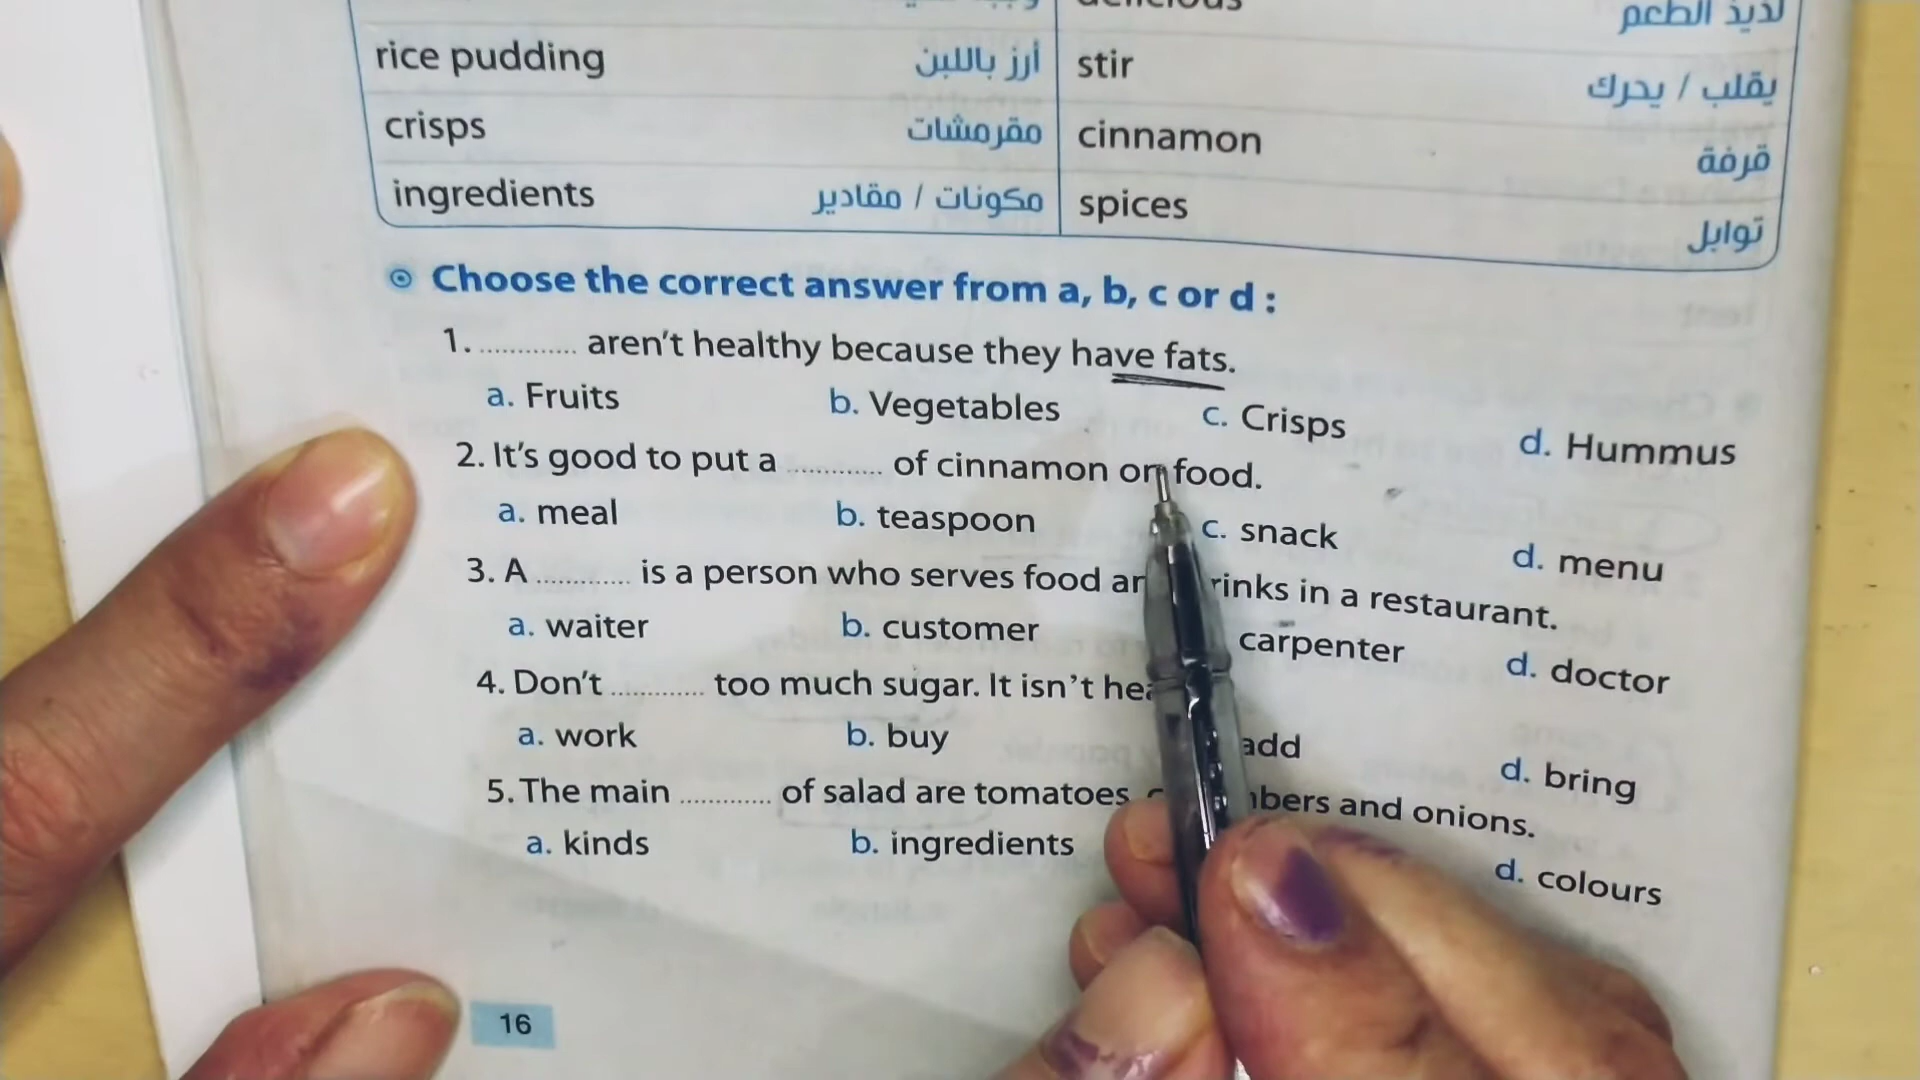 delicious لذيذ الطعم
rice pudding أرز باللبن stir يقلب / يحرك
crisps مقرمشات cinnamon قرفة
ingredients مكونات / مقادير spices توابل
Choose the correct answer from a, b, c or d :
1. ............. aren't healthy because they have fats.
a. Fruits b. Vegetables c. Crisps d. Hummus
2. It's good to put a ............. of cinnamon on food.
a. meal b. teaspoon c. snack d. menu
3. A ............. is a person who serves food rinks in a restaurant.
a. waiter b. customer carpenter d. doctor
4. Don't ............. too much sugar. It isn't
a. work b. buy add d. bring
5. The main ............. of salad are tomatoes, mbers and onions.
a. kinds b. ingredients d. colours
16